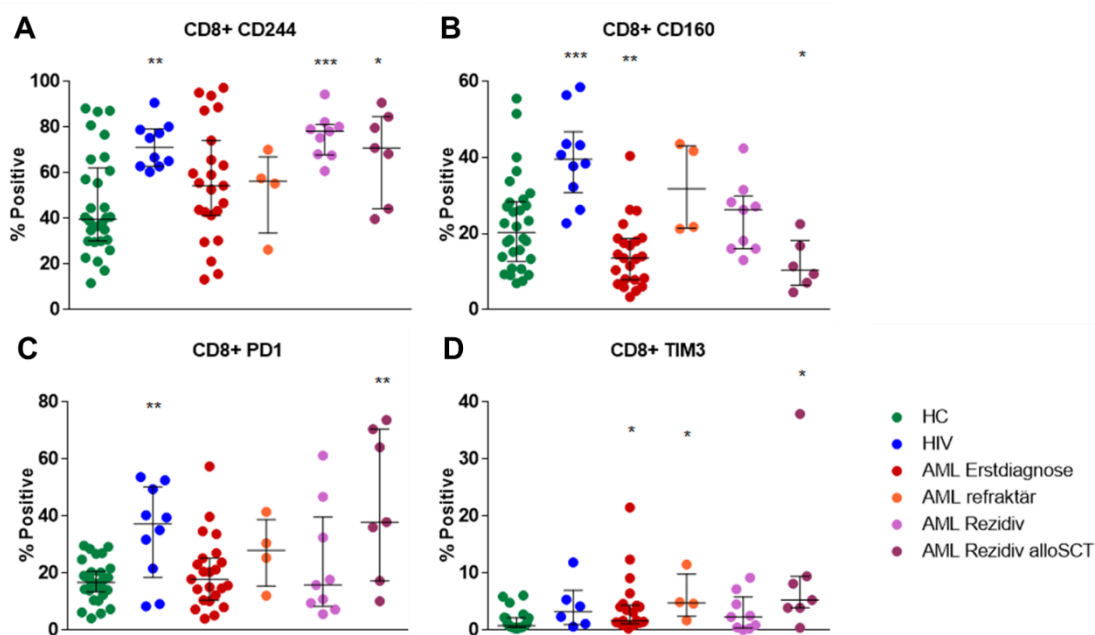 A
CD8+ CD244
**
***
*
% Positive
100
80
60
40
20
0
B
CD8+ CD160
***
**
*
% Positive
60
40
20
0
C
CD8+ PD1
**
**
% Positive
80
60
40
20
0
D
CD8+ TIM3
*
*
*
% Positive
40
30
20
10
0
HC
HIV
AML Erstdiagnose
AML refraktär
AML Rezidiv
AML Rezidiv alloSCT